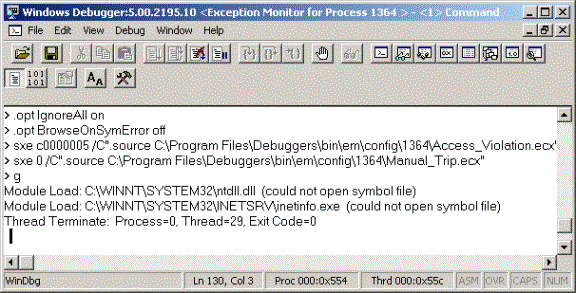 Windows Debugger:5.00.2195.10 <Exception Monitor for Process 1364 > - <1> Command
File Edit View Debug Window Help
> .opt IgnoreAll on
> .opt BrowseOnSymError off
> sxe c0000005 /C".source C:\Program Files\Debuggers\bin\em\config\1364\Access_Violation.ecx"
> sxe 0 /C".source C:\Program Files\Debuggers\bin\em\config\1364\Manual_Trip.ecx"
> g
Module Load: C:\WINNT\SYSTEM32\ntdll.dll (could not open symbol file)
Module Load: C:\WINNT\SYSTEM32\INETSRV\inetinfo.exe (could not open symbol file)
Thread Terminate: Process=0, Thread=29, Exit Code=0
WinDbg Ln 130, Col 3 Proc 000:0x554 Thrd 000:0x55c ASM OVR CAPS NUM